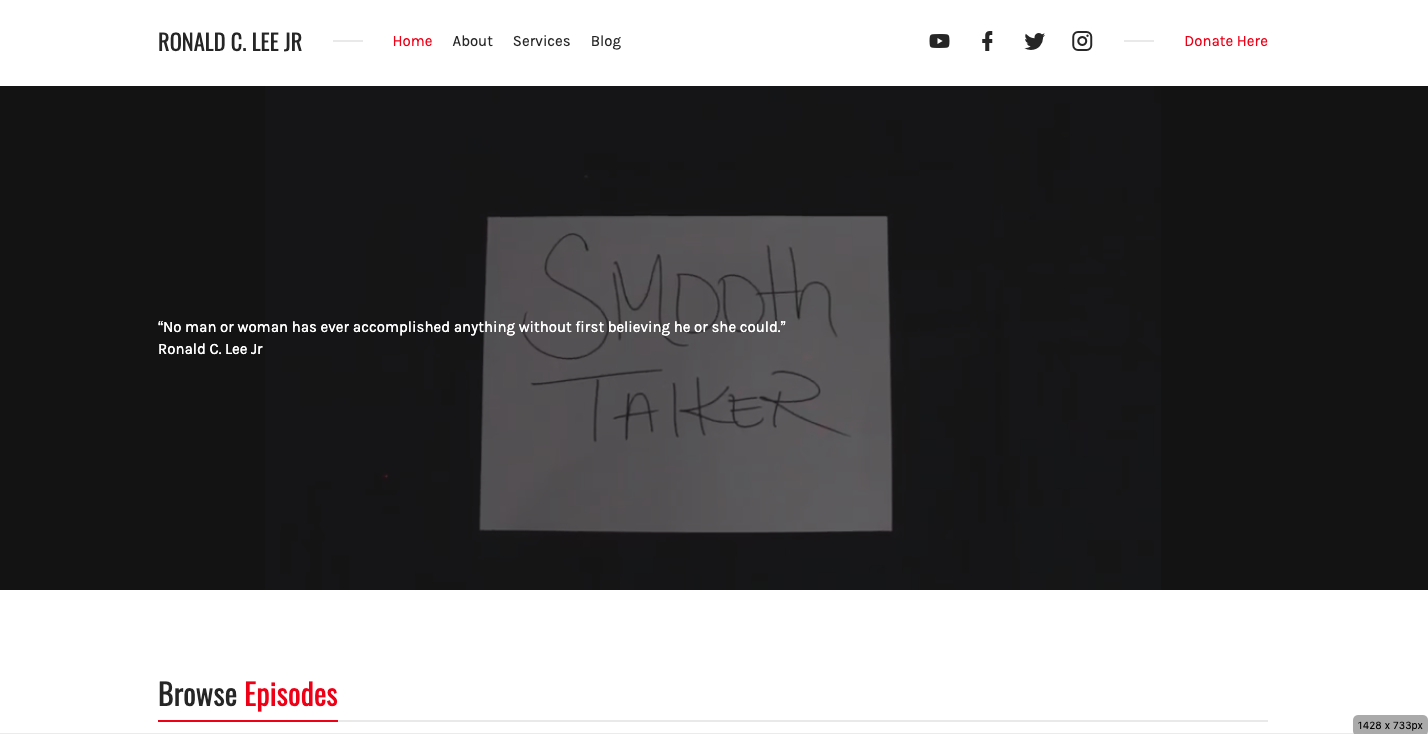 RONALD C. LEE JR
Home About Services Blog
Donate Here
Smooth
Talker
“No man or woman has ever accomplished anything without first believing he or she could.”
Ronald C. Lee Jr
Browse Episodes
1428 x 733px